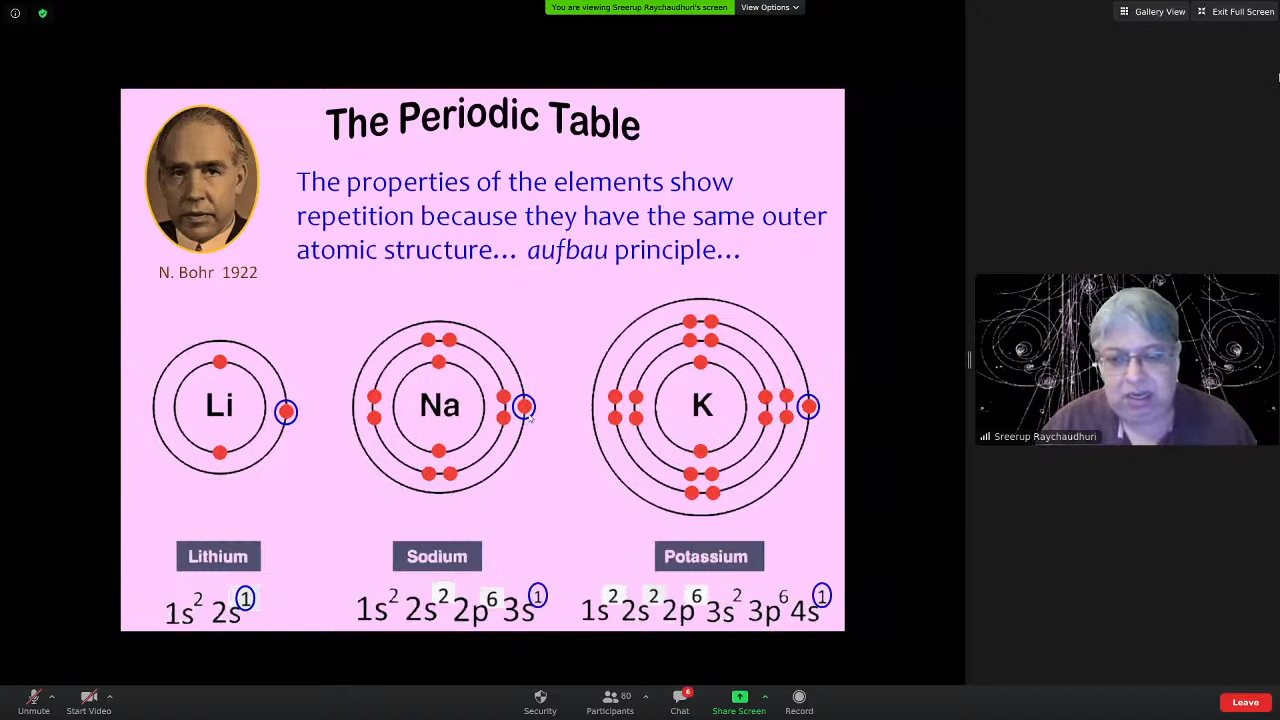 You are viewing Sreerup Raychaudhuri's screen View Options
Gallery View Exit Full Screen
The Periodic Table
The properties of the elements show
repetition because they have the same outer
atomic structure... aufbau principle...
N. Bohr 1922
Li Na K
Lithium Sodium Potassium
1s² 2s¹ 1s² 2s² 2p⁶ 3s¹ 1s² 2s² 2p⁶ 3s² 3p⁶ 4s¹
Sreerup Raychaudhuri
Unmute Start Video Security Participants 80 Chat 6 Share Screen Record Leave